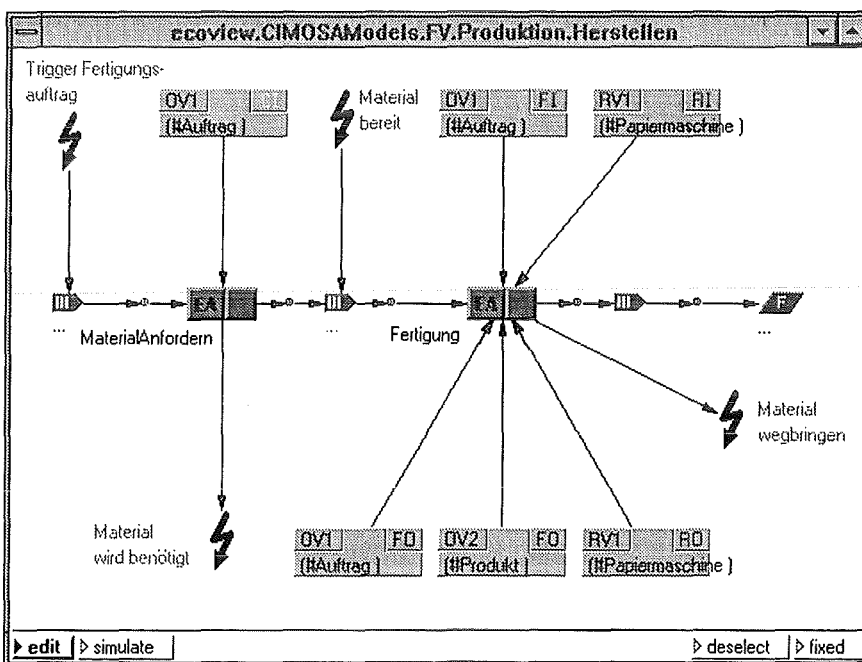 ecoview.CIMOSAModels.FV.Produktion.Herstellen
Trigger Fertigungs-
auftrag
OV1
(#Auftrag )
Material
bereit
OV1 FI
(#Auftrag )
RV1 RI
(#Papiermaschine )
EA
EA
F
...
MaterialAnfordern
...
Fertigung
...
Material
wegbringen
Material
wird benötigt
OV1 FO
(#Auftrag )
OV2 FO
(#Produkt )
RV1 RO
(#Papiermaschine )
edit
simulate
deselect
fixed